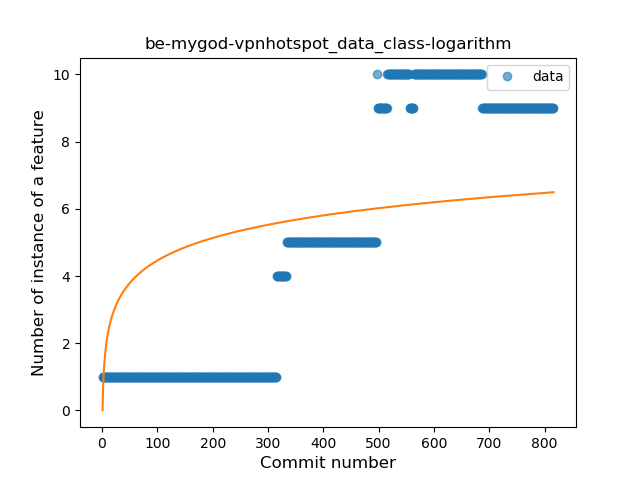 be-mygod-vpnhotspot_data_class-logarithm
data
Number of instance of a feature
10
8
6
4
2
0
0 100 200 300 400 500 600 700 800
Commit number